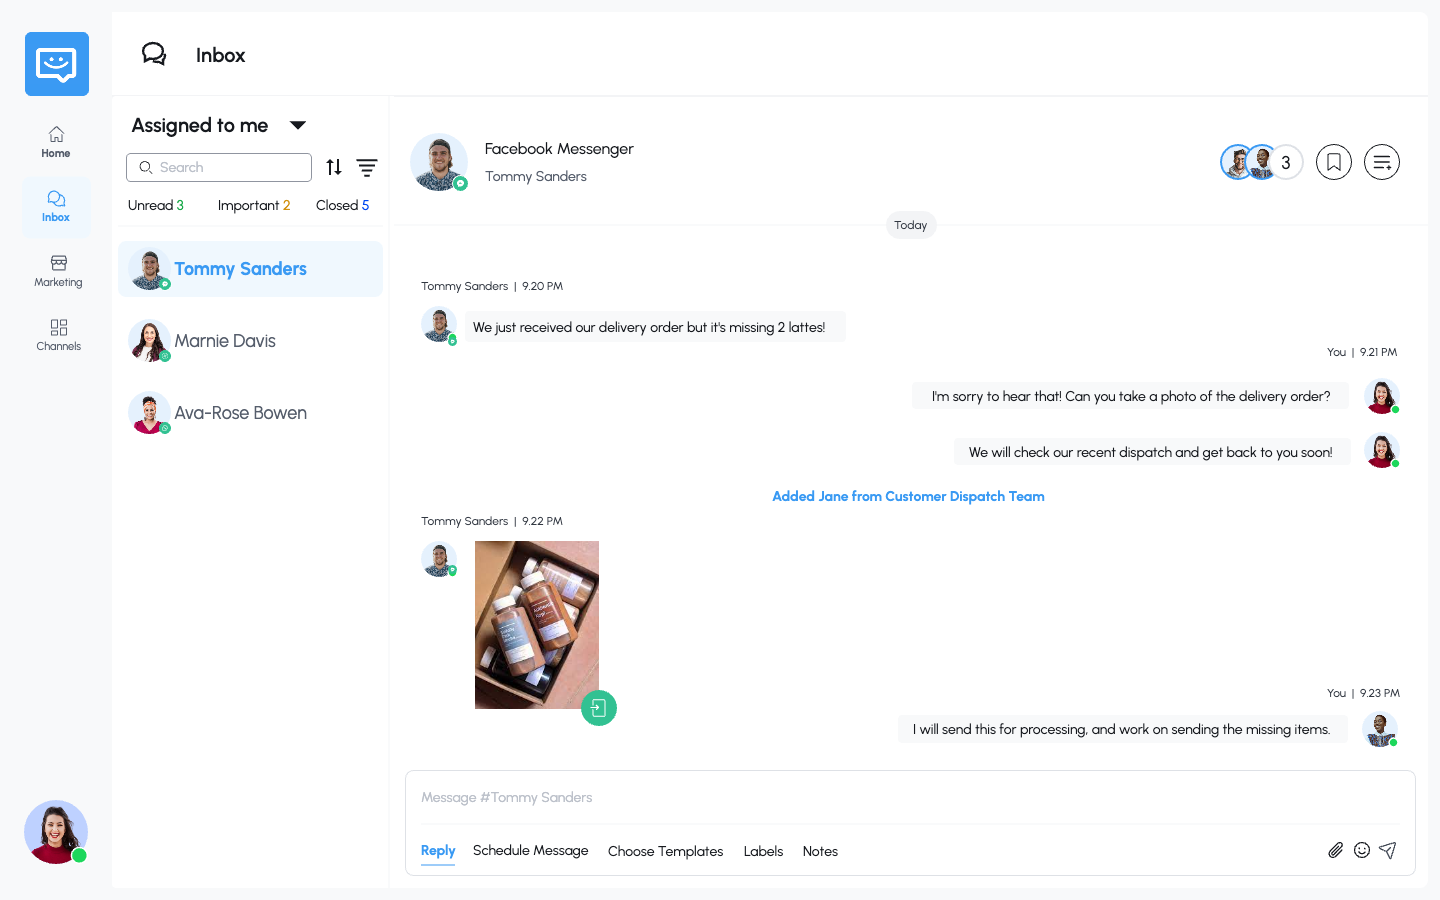 Inbox
Home
Inbox
Marketing
Channels
Assigned to me
Search
Unread 3 Important 2 Closed 5
Tommy Sanders
Marnie Davis
Ava-Rose Bowen
Facebook Messenger
Tommy Sanders
3
Today
Tommy Sanders | 9.20 PM
We just received our delivery order but it's missing 2 lattes!
You | 9.21 PM
I'm sorry to hear that! Can you take a photo of the delivery order?
We will check our recent dispatch and get back to you soon!
Added Jane from Customer Dispatch Team
Tommy Sanders | 9.22 PM
You | 9.23 PM
I will send this for processing, and work on sending the missing items.
Message #Tommy Sanders
Reply Schedule Message Choose Templates Labels Notes